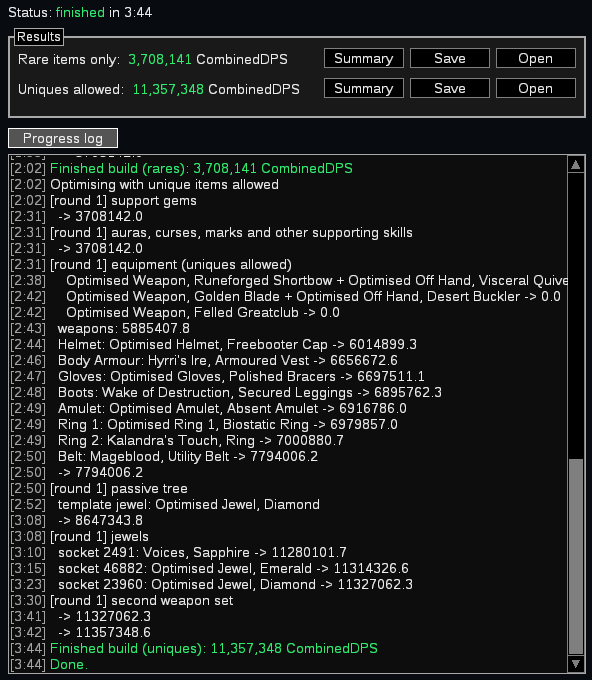 Status: finished in 3:44
Results
Rare items only: 3,708,141 CombinedDPS Summary Save Open
Uniques allowed: 11,357,348 CombinedDPS Summary Save Open
Progress log
[2:02] Finished build (rares): 3,708,141 CombinedDPS
[2:02] Optimising with unique items allowed
[2:02] [round 1] support gems
[2:31] -> 3708142.0
[2:31] [round 1] auras, curses, marks and other supporting skills
[2:31] -> 3708142.0
[2:31] [round 1] equipment (uniques allowed)
[2:38] Optimised Weapon, Runeforged Shortbow + Optimised Off Hand, Visceral Quive
[2:42] Optimised Weapon, Golden Blade + Optimised Off Hand, Desert Buckler -> 0.0
[2:42] Optimised Weapon, Felled Greatclub -> 0.0
[2:43] weapons: 5885407.8
[2:44] Helmet: Optimised Helmet, Freebooter Cap -> 6014899.3
[2:46] Body Armour: Hyrri's Ire, Armoured Vest -> 6656672.6
[2:47] Gloves: Optimised Gloves, Polished Bracers -> 6697511.1
[2:48] Boots: Wake of Destruction, Secured Leggings -> 6895762.3
[2:49] Amulet: Optimised Amulet, Absent Amulet -> 6916786.0
[2:49] Ring 1: Optimised Ring 1, Biostatic Ring -> 6979857.0
[2:49] Ring 2: Kalandra's Touch, Ring -> 7000880.7
[2:50] Belt: Mageblood, Utility Belt -> 7794006.2
[2:50] -> 7794006.2
[2:50] [round 1] passive tree
[2:52] template jewel: Optimised Jewel, Diamond
[3:08] -> 8647343.8
[3:08] [round 1] jewels
[3:10] socket 2491: Voices, Sapphire -> 11280101.7
[3:15] socket 46882: Optimised Jewel, Emerald -> 11314326.6
[3:23] socket 23960: Optimised Jewel, Diamond -> 11327062.3
[3:30] [round 1] second weapon set
[3:41] -> 11327062.3
[3:42] -> 11357348.6
[3:44] Finished build (uniques): 11,357,348 CombinedDPS
[3:44] Done.